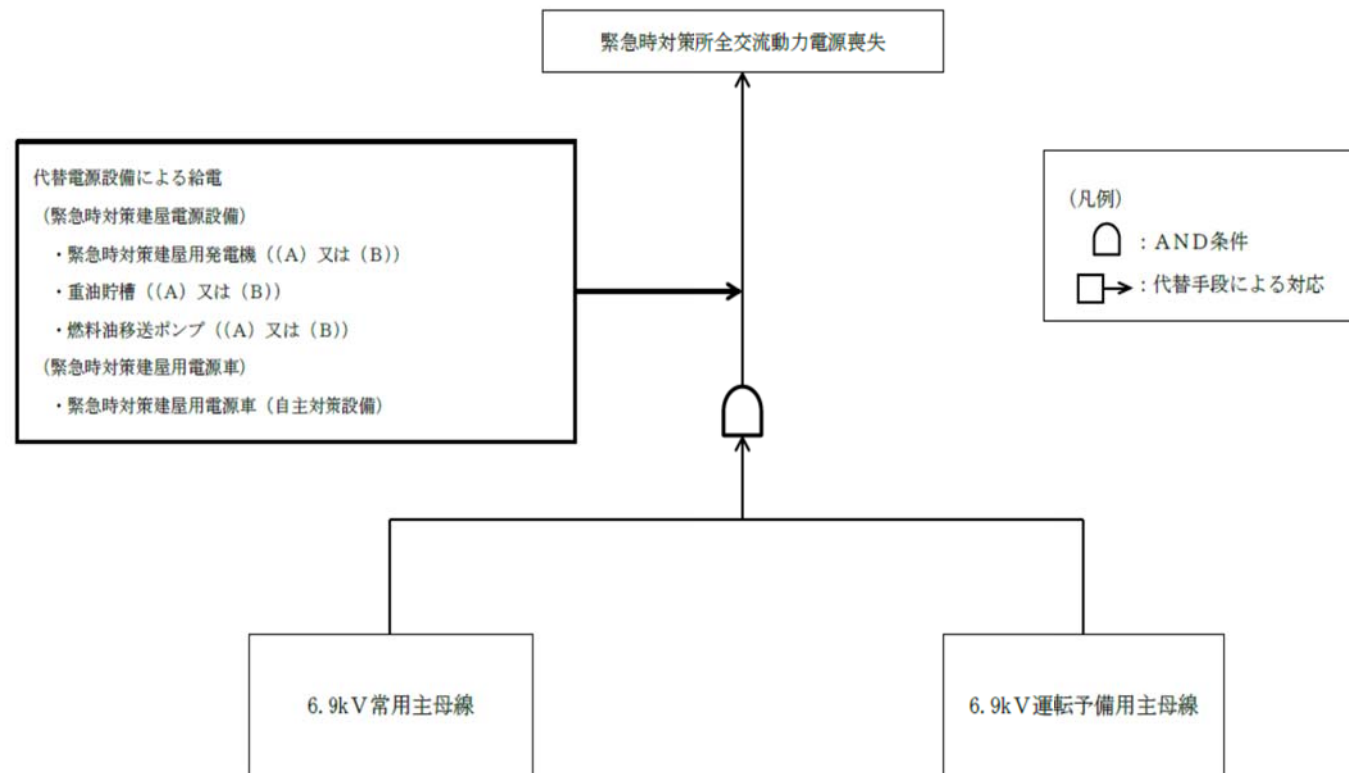 緊急時対策所全交流動力電源喪失
代替電源設備による給電
(緊急時対策建屋電源設備)
・緊急時対策建屋用発電機((A)又は(B))
・重油貯槽((A)又は(B))
・燃料油移送ポンプ((A)又は(B))
(緊急時対策建屋用電源車)
・緊急時対策建屋用電源車(自主対策設備)
(凡例)
:AND条件
:代替手段による対応
6.9kV常用主母線
6.9kV運転予備用主母線